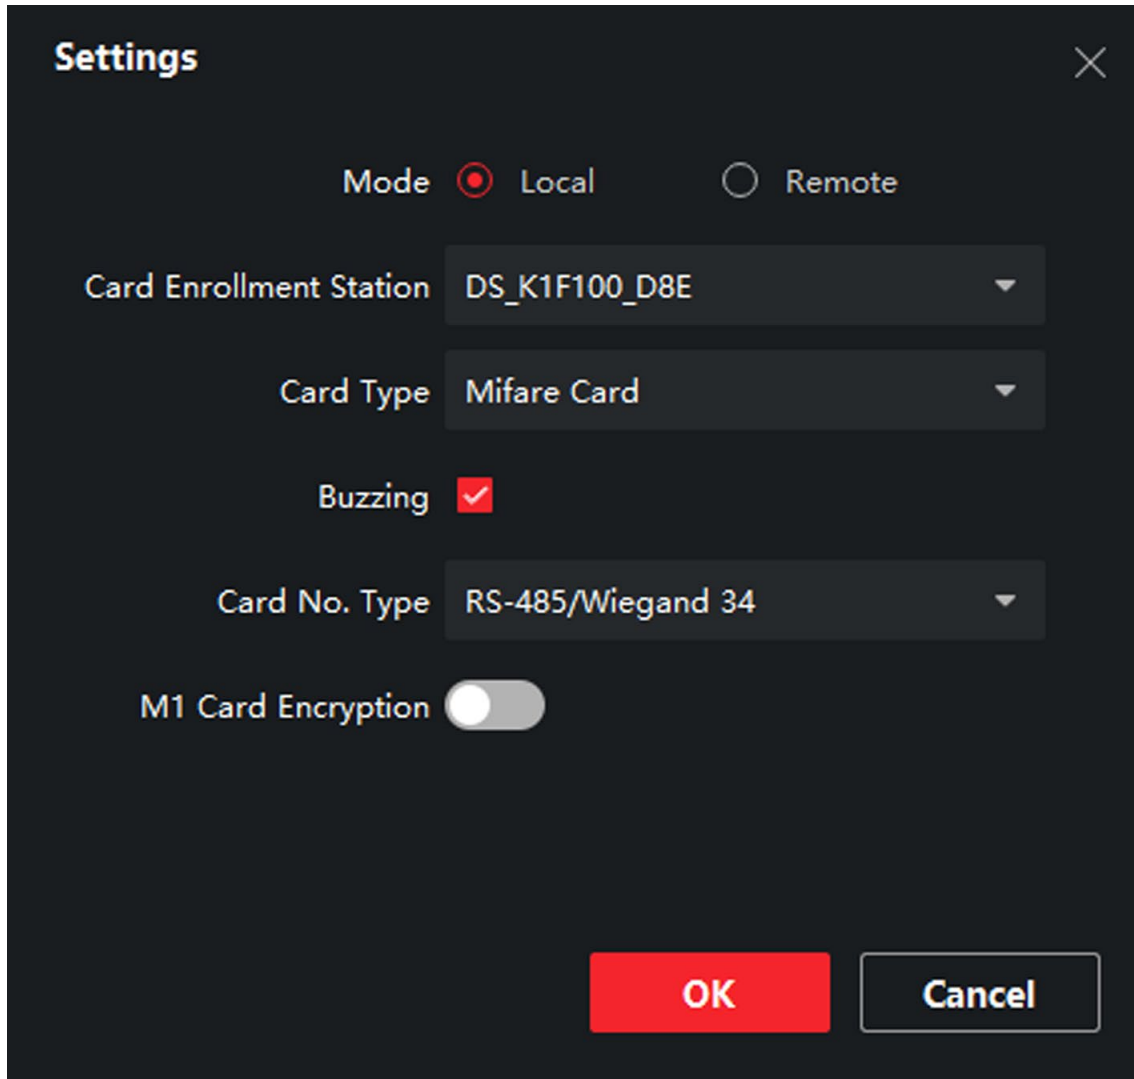 Settings
Mode Local Remote
Card Enrollment Station DS_K1F100_D8E
Card Type Mifare Card
Buzzing
Card No. Type RS-485/Wiegand 34
M1 Card Encryption
OK Cancel